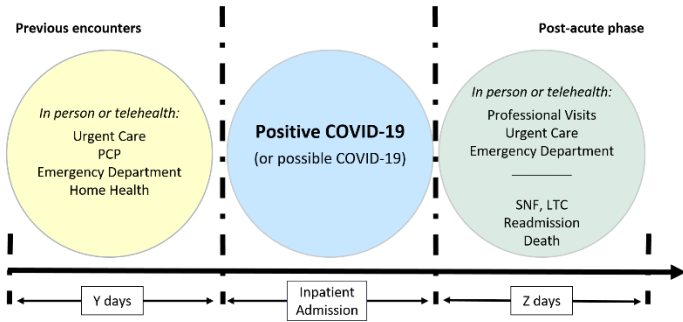 Previous encounters
Post-acute phase
In person or telehealth:
Urgent Care
PCP
Emergency Department
Home Health
Positive COVID-19
(or possible COVID-19)
In person or telehealth:
Professional Visits
Urgent Care
Emergency Department
SNF, LTC
Readmission
Death
Y days
Inpatient
Admission
Z days